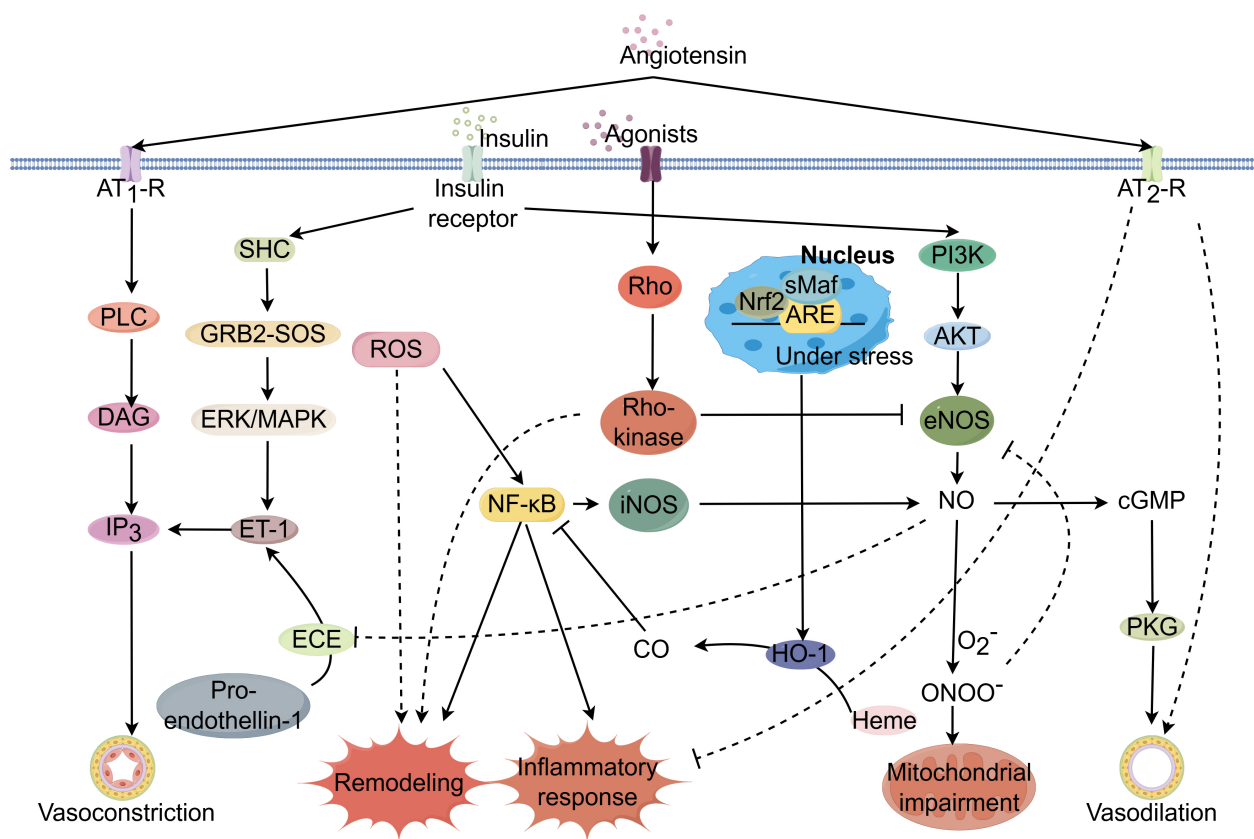 Angiotensin
Insulin
Agonists
AT1-R
Insulin
receptor
AT2-R
SHC
Nucleus
PI3K
sMaf
Rho
Nrf2
ARE
PLC
GRB2-SOS
ROS
Under stress
AKT
DAG
ERK/MAPK
Rho-
kinase
eNOS
NF-κB
iNOS
NO
cGMP
IP3
ET-1
ECE
CO
HO-1
O2-
PKG
Pro-
endothellin-1
ONOO-
Heme
Remodeling
Inflammatory
response
Mitochondrial
impairment
Vasoconstriction
Vasodilation